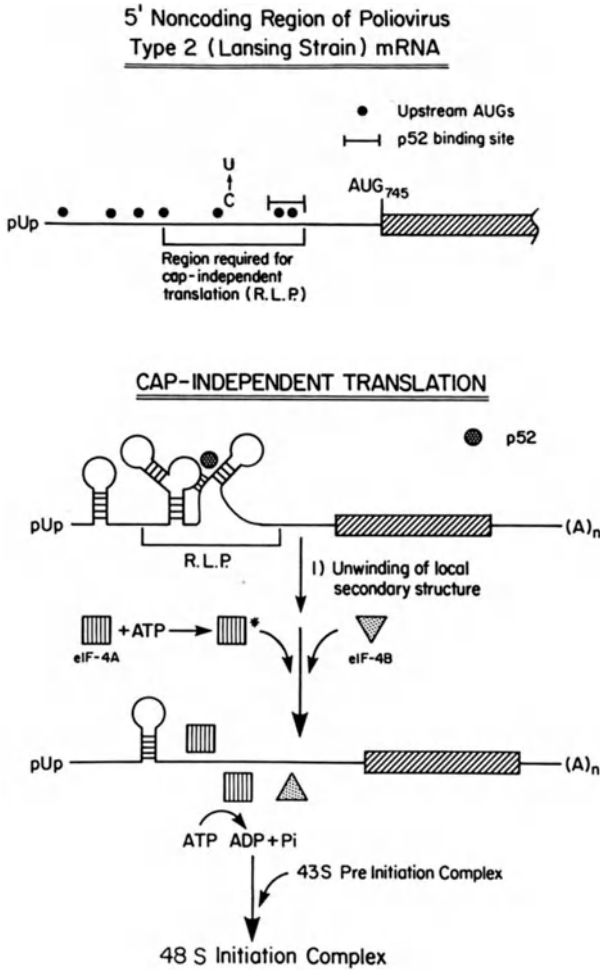 5' Noncoding Region of Poliovirus
Type 2 (Lansing Strain) mRNA
Upstream AUGs
p52 binding site
U
C
AUG745
pUp
Region required for
cap-independent
translation (R.L.P.)
CAP-INDEPENDENT TRANSLATION
p52
pUp
(A)n
R.L.P.
1) Unwinding of local
secondary structure
+ATP
*
eIF-4A
eIF-4B
pUp
(A)n
ATP ADP+Pi
43S Pre Initiation Complex
48S Initiation Complex